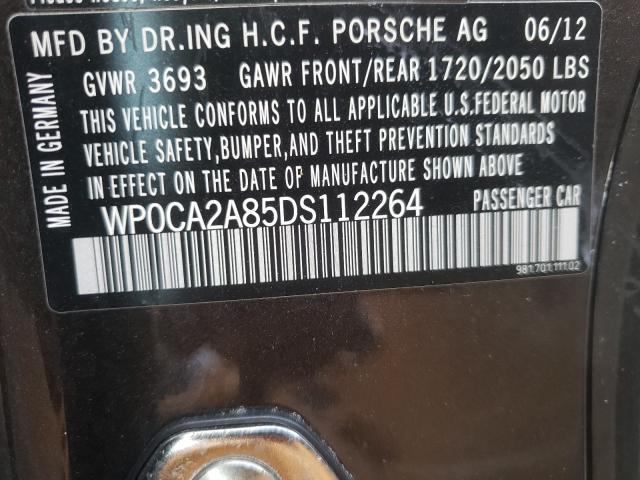 MFD BY DR.ING H.C.F. PORSCHE AG 06/12
GVWR 3693 GAWR FRONT/REAR 1720/2050 LBS
THIS VEHICLE CONFORMS TO ALL APPLICABLE U.S.FEDERAL MOTOR
VEHICLE SAFETY,BUMPER,AND THEFT PREVENTION STANDARDS
IN EFFECT ON THE DATE OF MANUFACTURE SHOWN ABOVE
WP0CA2A85DS112264 PASSENGER CAR
981.701.111.02
MADE IN GERMANY